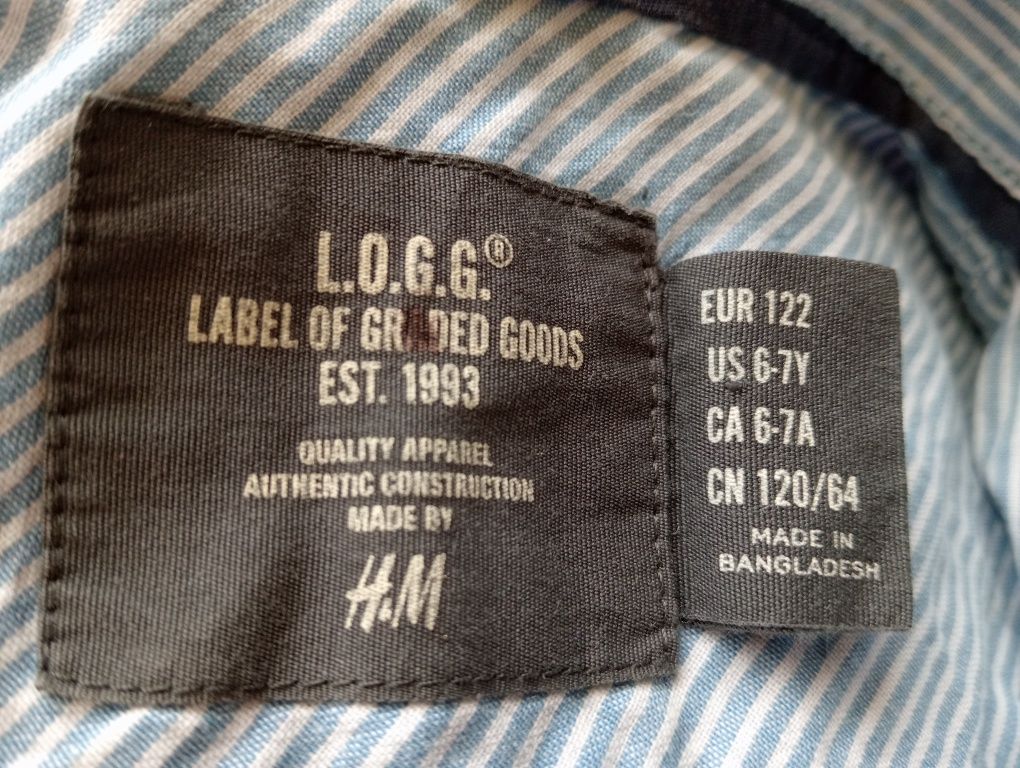 L.O.G.G.®
LABEL OF GRADED GOODS
EST. 1993
QUALITY APPAREL
AUTHENTIC CONSTRUCTION
MADE BY
H&M
EUR 122
US 6-7Y
CA 6-7A
CN 120/64
MADE IN
BANGLADESH